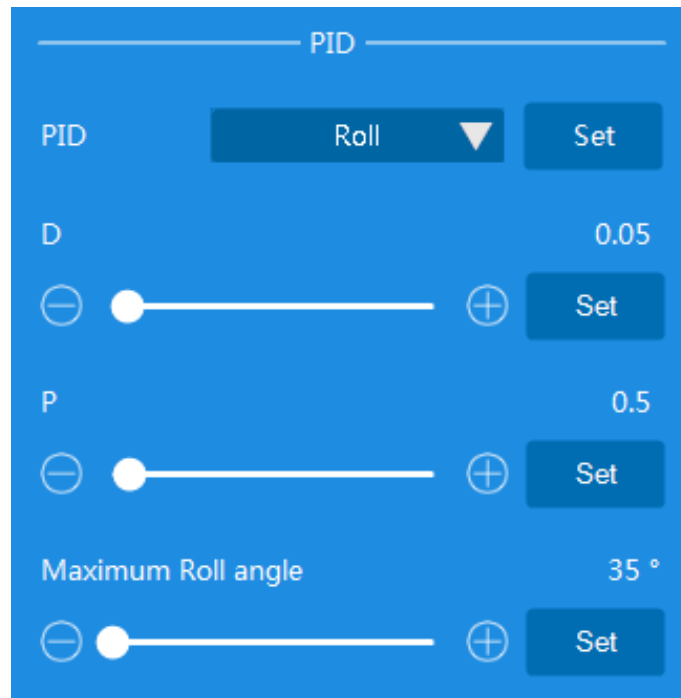 PID
PID Roll Set
D 0.05
Set
P 0.5
Set
Maximum Roll angle 35 °
Set